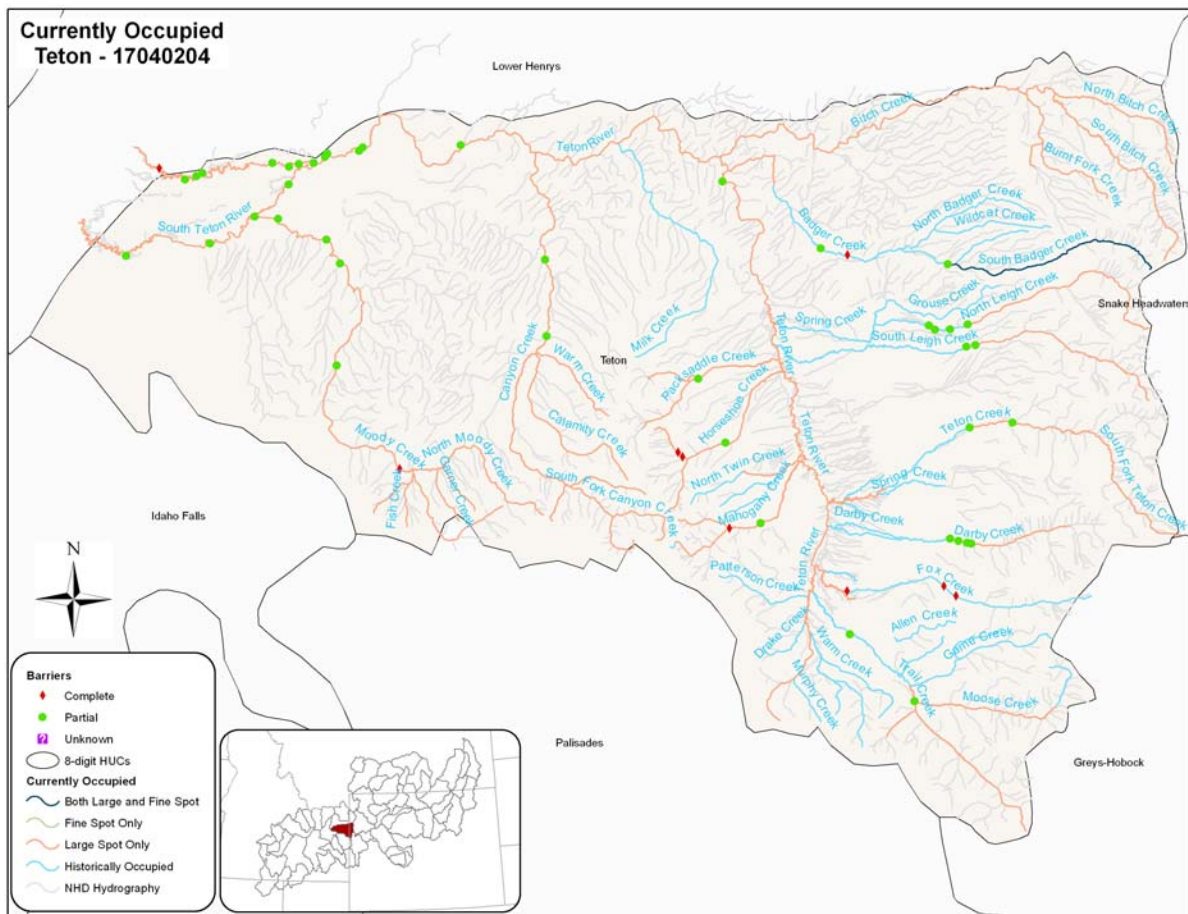 Currently Occupied
Teton - 17040204
Lower Henrys
Bitch Creek
North Bitch Creek
South Bitch Creek
Burnt Fork Creek
Teton River
North Badger Creek
Wildcat Creek
Badger Creek
South Badger Creek
South Teton River
Snake Headwaters
Grouse Creek
North Leigh Creek
Spring Creek
South Leigh Creek
Teton River
Milk Creek
Teton
Canyon Creek
Warm Creek
Packsaddle Creek
Horseshoe Creek
Calamity Creek
Teton River
Teton Creek
South Fork Teton Creek
Moody Creek
North Moody Creek
Fish Creek
Garner Creek
South Fork Canyon Creek
North Twin Creek
Mahogany Creek
Spring Creek
Darby Creek
Darby Creek
Idaho Falls
Teton River
Patterson Creek
Fox Creek
Allen Creek
Game Creek
Drake Creek
Warm Creek
Murphy Creek
Trail Creek
Moose Creek
Palisades
Greys-Hobock
N
Barriers
Complete
Partial
?
Unknown
8-digit HUCs
Currently Occupied
Both Large and Fine Spot
Fine Spot Only
Large Spot Only
Historically Occupied
NHD Hydrography